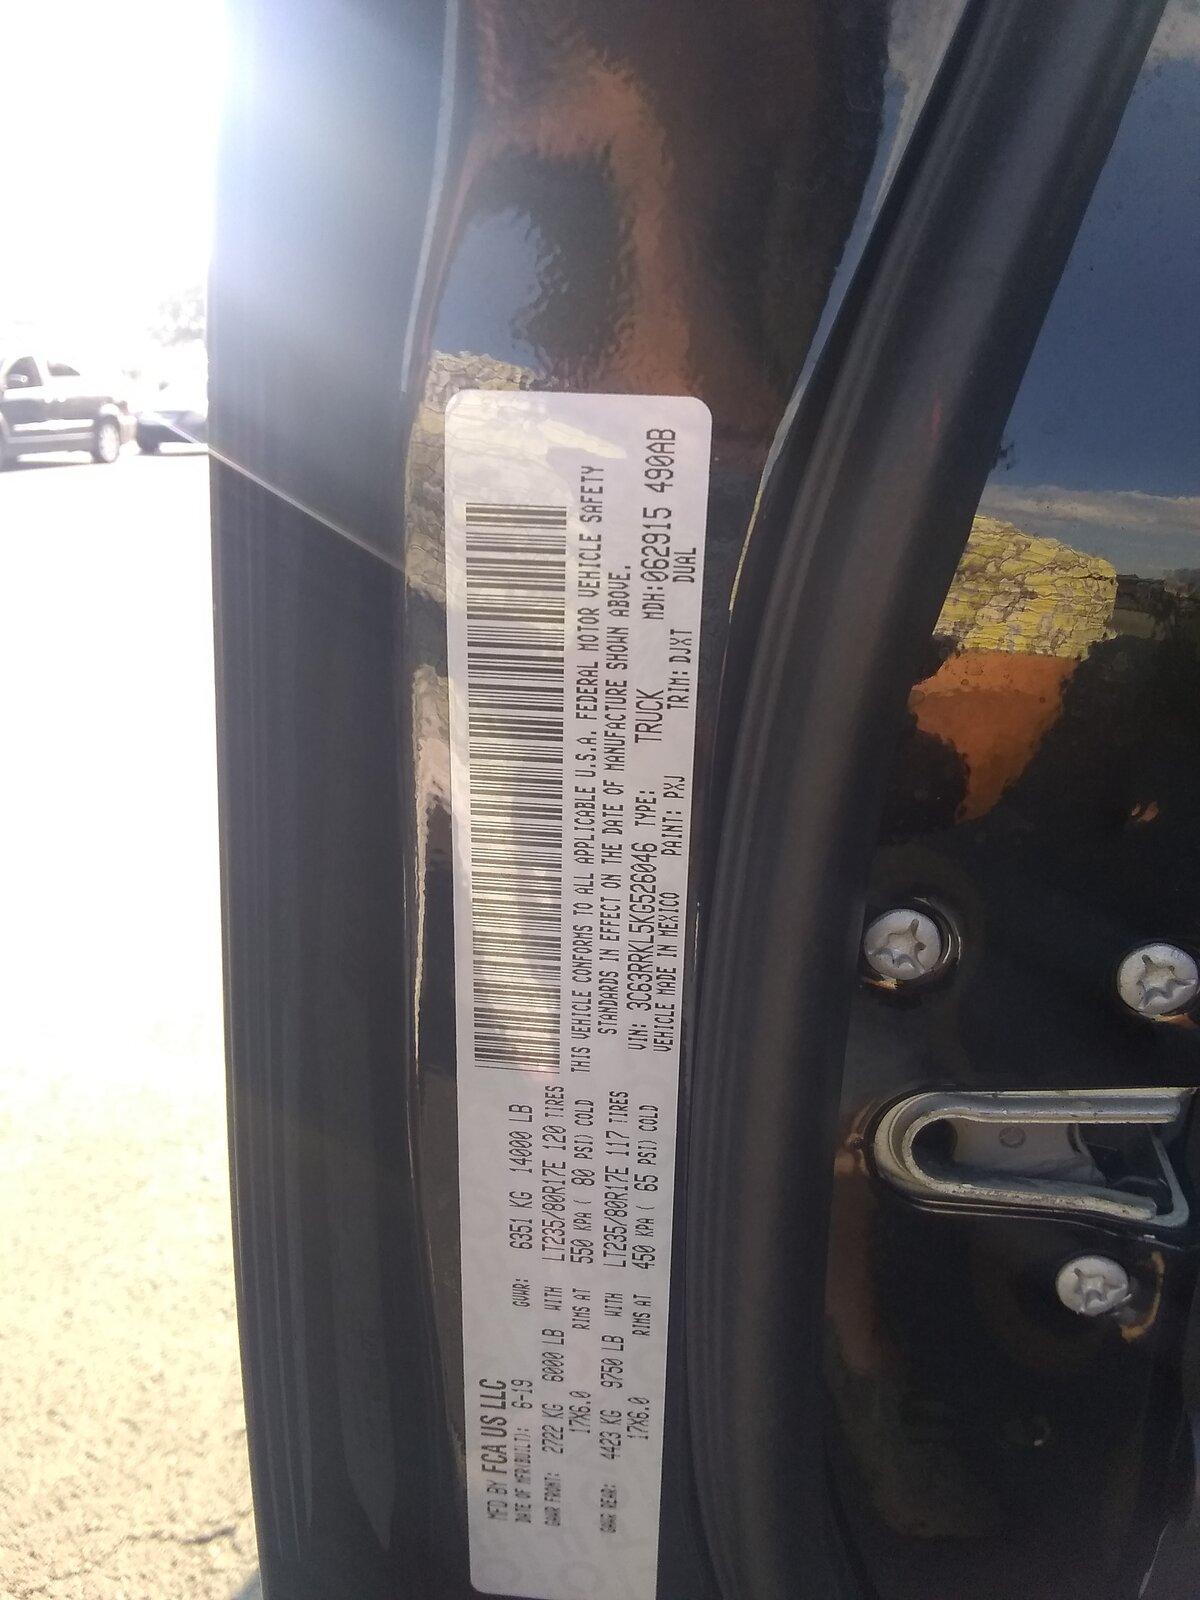 MFD BY FCA US LLC
DATE OF MFR(BUILT): 6-19 GVWR: 6351 KG 14000 LB
GAWR FRONT: 2722 KG 6000 LB WITH LT235/80R17E 120 TIRES
17X6.0 RIMS AT 550 KPA ( 80 PSI) COLD
GAWR REAR: 4423 KG 9750 LB WITH LT235/80R17E 117 TIRES
17X6.0 RIMS AT 450 KPA ( 65 PSI) COLD
THIS VEHICLE CONFORMS TO ALL APPLICABLE U.S.A. FEDERAL MOTOR VEHICLE SAFETY
STANDARDS IN EFFECT ON THE DATE OF MANUFACTURE SHOWN ABOVE.
VIN: 3C63RRKL5KG526046 TYPE: TRUCK MDH:062915 490AB
VEHICLE MADE IN MEXICO PAINT: PXJ TRIM: DJXT DUAL